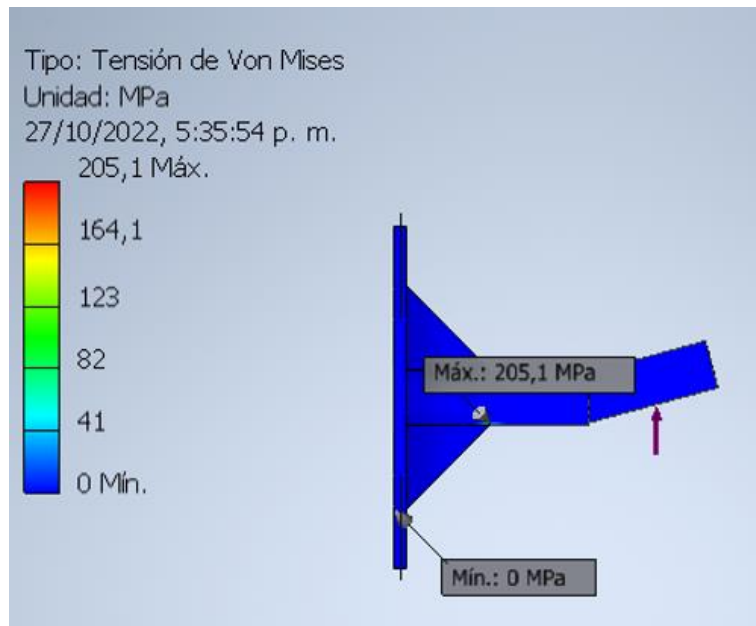 Tipo: Tensión de Von Mises
Unidad: MPa
27/10/2022, 5:35:54 p. m.
205,1 Máx.
164,1
123
82
41
0 Mín.
Máx.: 205,1 MPa
Mín.: 0 MPa